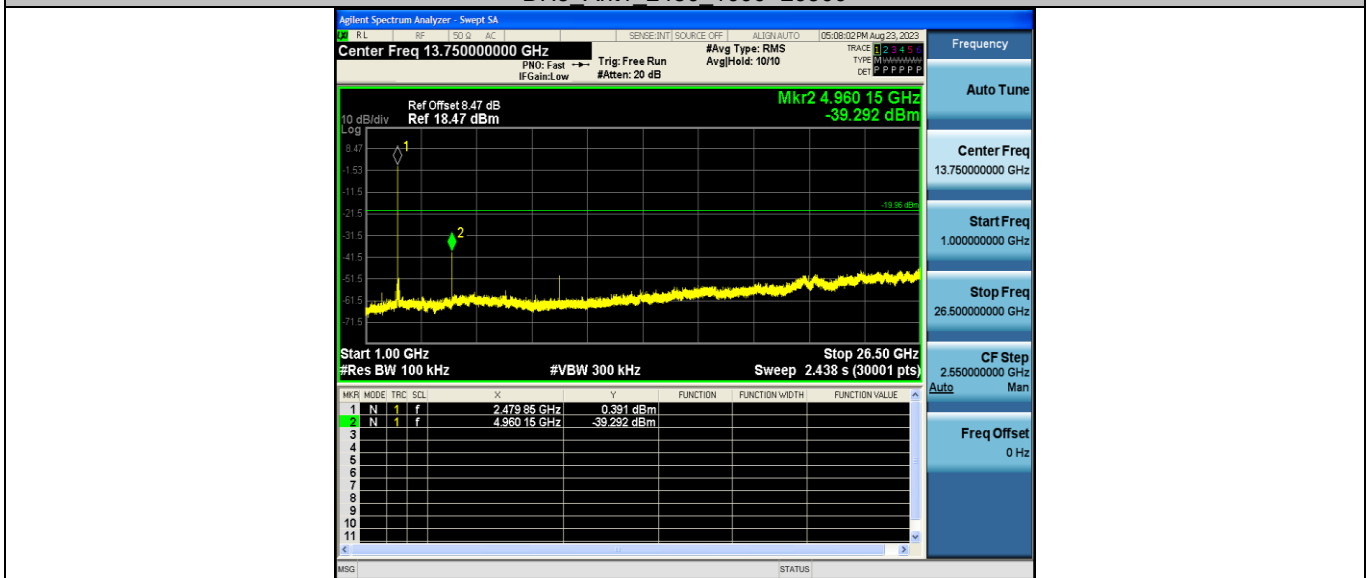 Agilent Spectrum Analyzer - Swept SA
RL RF 50 Ω AC SENSE:INT SOURCE OFF ALIGN AUTO 05:08:02 PM Aug 23, 2023
Center Freq 13.750000000 GHz
PNO: Fast
IFGain:Low
Trig: Free Run
#Atten: 20 dB
#Avg Type: RMS
Avg|Hold: 10/10
TRACE 1 2 3 4 5 6
TYPE MWWWWW
DET P P P P P P
Mkr2 4.960 15 GHz
-39.292 dBm
Ref Offset 8.47 dB
10 dB/div Ref 18.47 dBm
Log
8.47
-1.53
-11.5
-21.5
-31.5
-41.5
-51.5
-61.5
-71.5
1
2
-19.96 dBm
Start 1.00 GHz Stop 26.50 GHz
#Res BW 100 kHz #VBW 300 kHz Sweep 2.438 s (30001 pts)
MKR MODE TRC SCL X Y FUNCTION FUNCTION WIDTH FUNCTION VALUE
1 N 1 f 2.479 85 GHz 0.391 dBm
2 N 1 f 4.960 15 GHz -39.292 dBm
3
4
5
6
7
8
9
10
11
MSG STATUS
Frequency
Auto Tune
Center Freq
13.750000000 GHz
Start Freq
1.000000000 GHz
Stop Freq
26.500000000 GHz
CF Step
2.550000000 GHz
Auto Man
Freq Offset
0 Hz